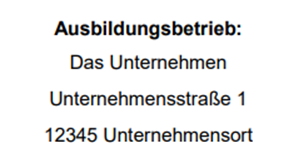 Ausbildungsbetrieb:
Das Unternehmen
Unternehmensstraße 1
12345 Unternehmensort